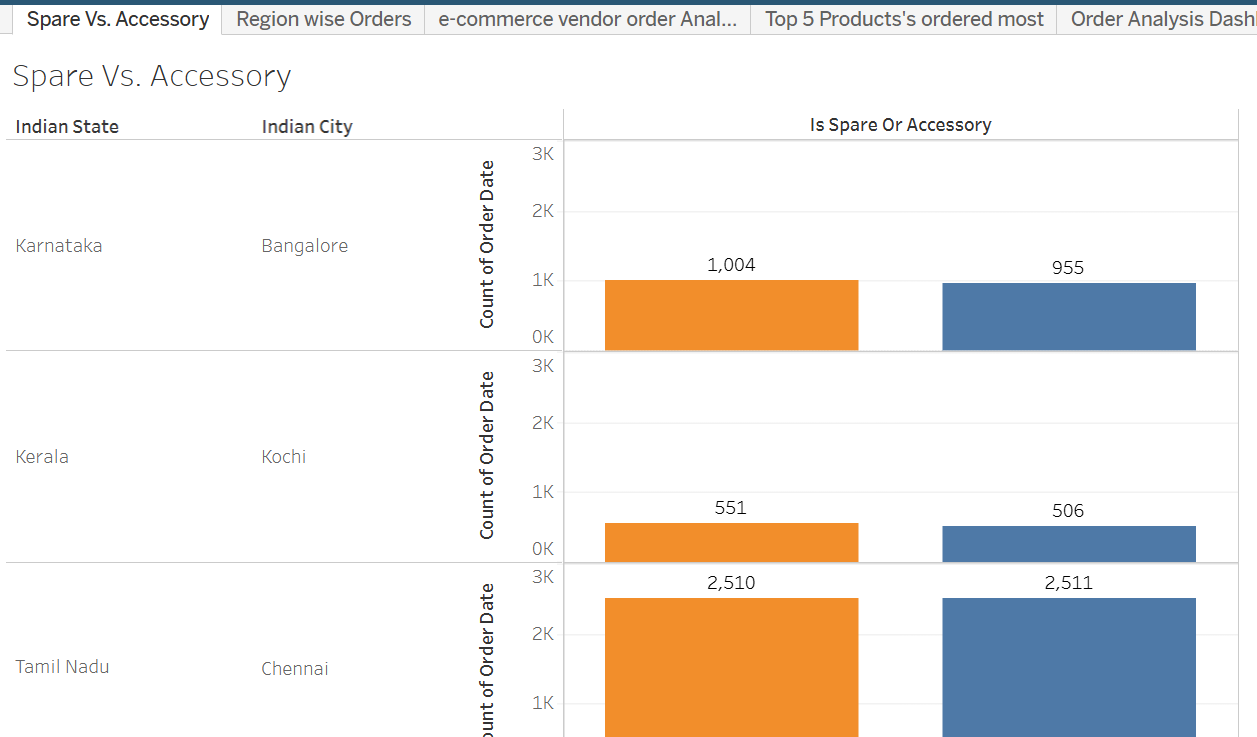 Spare Vs. Accessory
Region wise Orders
e-commerce vendor order Anal...
Top 5 Products's ordered most
Order Analysis Dash
Spare Vs. Accessory
Indian State
Indian City
Is Spare Or Accessory
Karnataka
Bangalore
Count of Order Date
3K
2K
1K
0K
1,004
955
Kerala
Kochi
Count of Order Date
3K
2K
1K
0K
551
506
Tamil Nadu
Chennai
ount of Order Date
3K
2K
1K
2,510
2,511